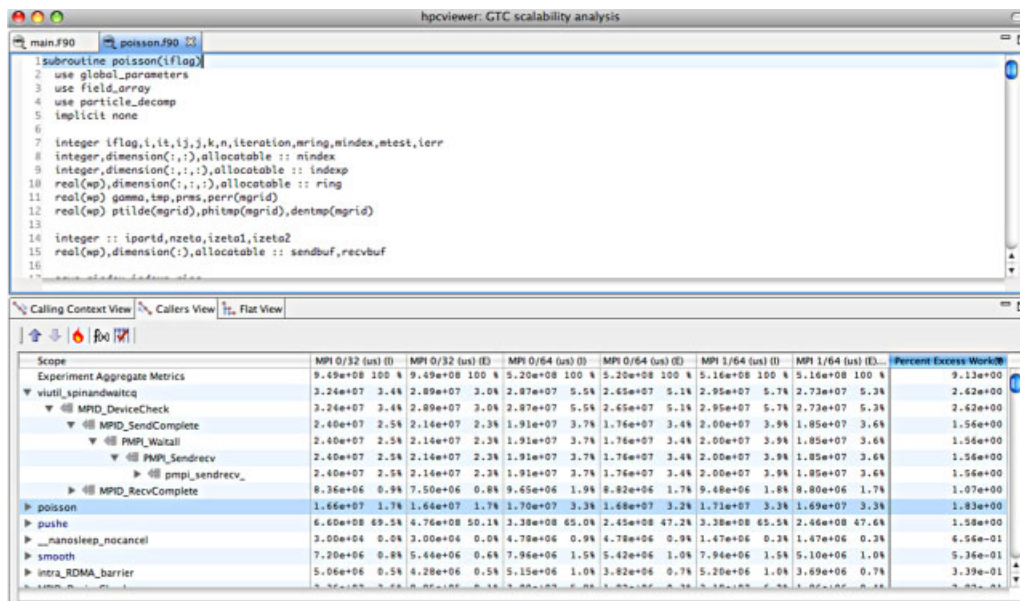 hpcviewer: GTC scalability analysis
main.f90 poisson.f90
1 subroutine poisson(iflag)
2 use global_parameters
3 use field_array
4 use particle_decomp
5 implicit none
6
7 integer iflag,i,it,ij,j,k,n,iteration,mring,mindex,mtest,ierr
8 integer,dimension(:,:),allocatable :: nindex
9 integer,dimension(:,:,:),allocatable :: indexp
10 real(wp),dimension(:,:,:),allocatable :: ring
11 real(wp) gamma,tmp,prms,perr(mgrid)
12 real(wp) ptilde(mgrid),phitmp(mgrid),dentmp(mgrid)
13
14 integer :: ipartd,nzeta,izeta1,izeta2
15 real(wp),dimension(:),allocatable :: sendbuf,recvbuf
16
Calling Context View Callers View Flat View
f(x)
Scope MPI 0/32 (us) (I) MPI 0/32 (us) (E) MPI 0/64 (us) (I) MPI 0/64 (us) (E) MPI 1/64 (us) (I) MPI 1/64 (us) (E)... Percent Excess Work
Experiment Aggregate Metrics 9.49e+08 100 % 9.49e+08 100 % 5.20e+08 100 % 5.20e+08 100 % 5.16e+08 100 % 5.16e+08 100 % 9.13e+00
viutil_spinandwaitcq 3.24e+07 3.4% 2.89e+07 3.0% 2.87e+07 5.5% 2.65e+07 5.1% 2.95e+07 5.7% 2.73e+07 5.3% 2.62e+00
MPID_DeviceCheck 3.24e+07 3.4% 2.89e+07 3.0% 2.87e+07 5.5% 2.65e+07 5.1% 2.95e+07 5.7% 2.73e+07 5.3% 2.62e+00
MPID_SendComplete 2.40e+07 2.5% 2.14e+07 2.3% 1.91e+07 3.7% 1.76e+07 3.4% 2.00e+07 3.9% 1.85e+07 3.6% 1.56e+00
PMPI_Waitall 2.40e+07 2.5% 2.14e+07 2.3% 1.91e+07 3.7% 1.76e+07 3.4% 2.00e+07 3.9% 1.85e+07 3.6% 1.56e+00
PMPI_Sendrecv 2.40e+07 2.5% 2.14e+07 2.3% 1.91e+07 3.7% 1.76e+07 3.4% 2.00e+07 3.9% 1.85e+07 3.6% 1.56e+00
pmpi_sendrecv_ 2.40e+07 2.5% 2.14e+07 2.3% 1.91e+07 3.7% 1.76e+07 3.4% 2.00e+07 3.9% 1.85e+07 3.6% 1.56e+00
MPID_RecvComplete 8.36e+06 0.9% 7.50e+06 0.8% 9.65e+06 1.9% 8.82e+06 1.7% 9.48e+06 1.8% 8.80e+06 1.7% 1.07e+00
poisson 1.66e+07 1.7% 1.64e+07 1.7% 1.70e+07 3.3% 1.68e+07 3.2% 1.71e+07 3.3% 1.69e+07 3.3% 1.83e+00
pushe 6.60e+08 69.5% 4.76e+08 50.1% 3.38e+08 65.0% 2.45e+08 47.2% 3.38e+08 65.5% 2.46e+08 47.6% 1.58e+00
__nanosleep_nocancel 3.00e+04 0.0% 3.00e+04 0.0% 4.78e+06 0.9% 4.78e+06 0.9% 1.47e+06 0.3% 1.47e+06 0.3% 6.56e-01
smooth 7.20e+06 0.8% 5.44e+06 0.6% 7.96e+06 1.5% 5.42e+06 1.0% 7.94e+06 1.5% 5.10e+06 1.0% 5.36e-01
intra_RDMA_barrier 5.06e+06 0.5% 4.28e+06 0.5% 5.15e+06 1.0% 3.82e+06 0.7% 5.20e+06 1.0% 3.69e+06 0.7% 3.39e-01